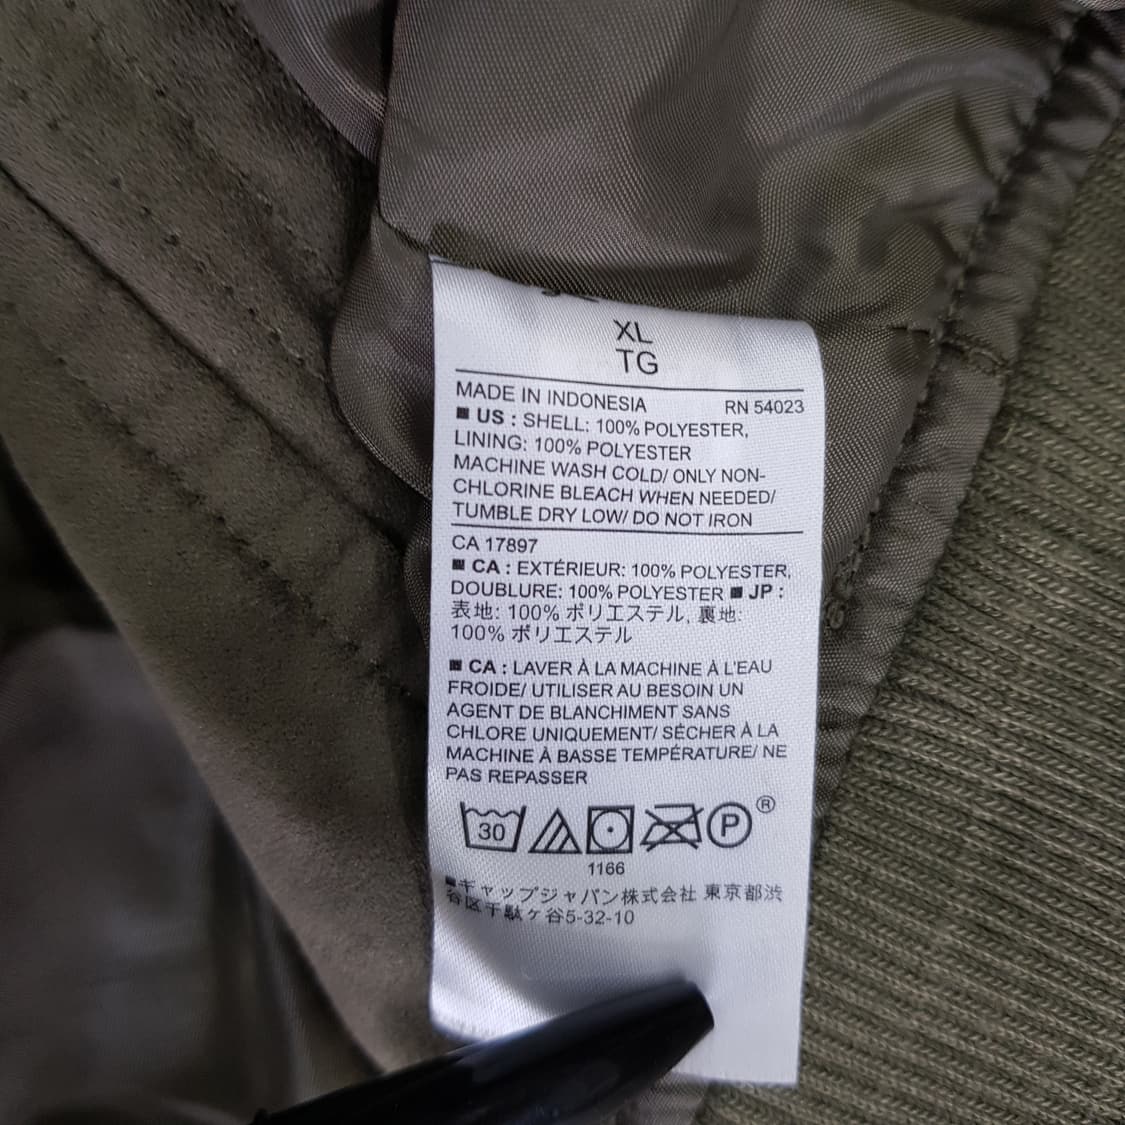 XL
TG
MADE IN INDONESIA RN 54023
■ US : SHELL: 100% POLYESTER,
LINING: 100% POLYESTER
MACHINE WASH COLD/ ONLY NON-
CHLORINE BLEACH WHEN NEEDED/
TUMBLE DRY LOW/ DO NOT IRON
CA 17897
■ CA : EXTÉRIEUR: 100% POLYESTER,
DOUBLURE: 100% POLYESTER ■ JP :
表地: 100% ポリエステル, 裏地:
100% ポリエステル
■ CA : LAVER À LA MACHINE À L'EAU
FROIDE/ UTILISER AU BESOIN UN
AGENT DE BLANCHIMENT SANS
CHLORE UNIQUEMENT/ SÉCHER À LA
MACHINE À BASSE TEMPÉRATURE/ NE
PAS REPASSER
30 P ®
1166
■ギャップジャパン株式会社 東京都渋
谷区千駄ケ谷5-32-10